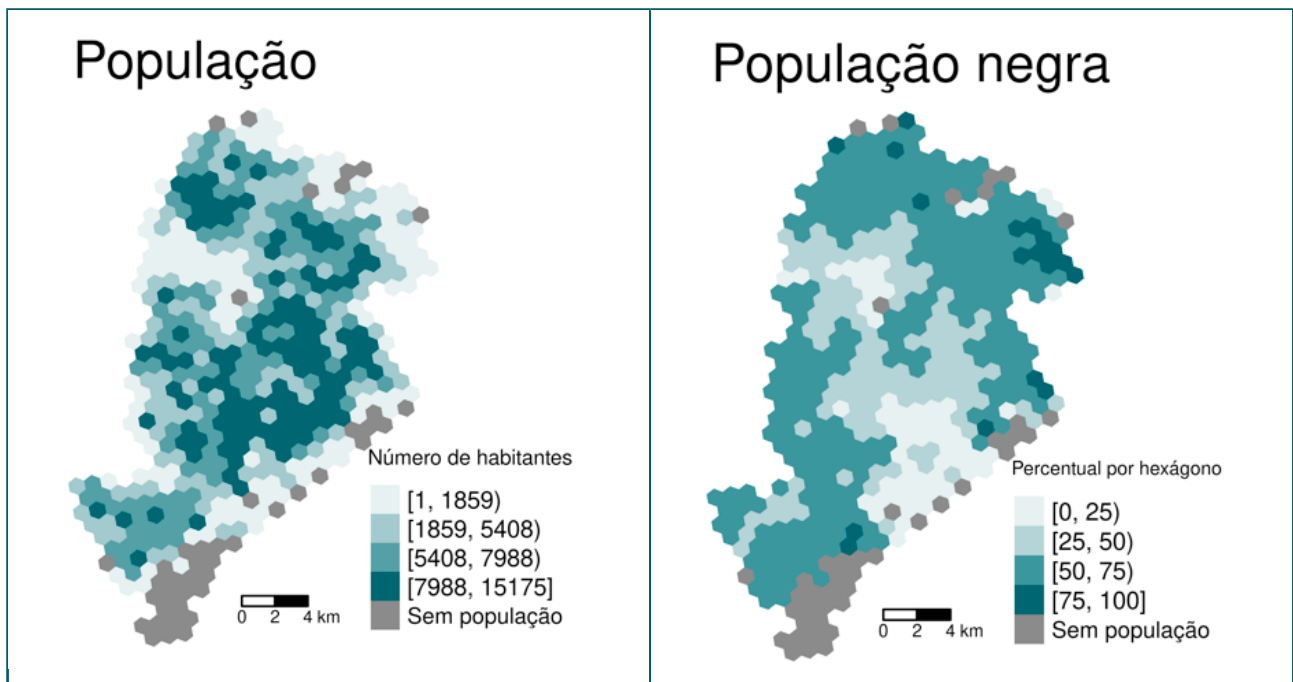 População
Número de habitantes
[1, 1859)
[1859, 5408)
[5408, 7988)
[7988, 15175]
Sem população
0 2 4 km
População negra
Percentual por hexágono
[0, 25)
[25, 50)
[50, 75)
[75, 100]
Sem população
0 2 4 km